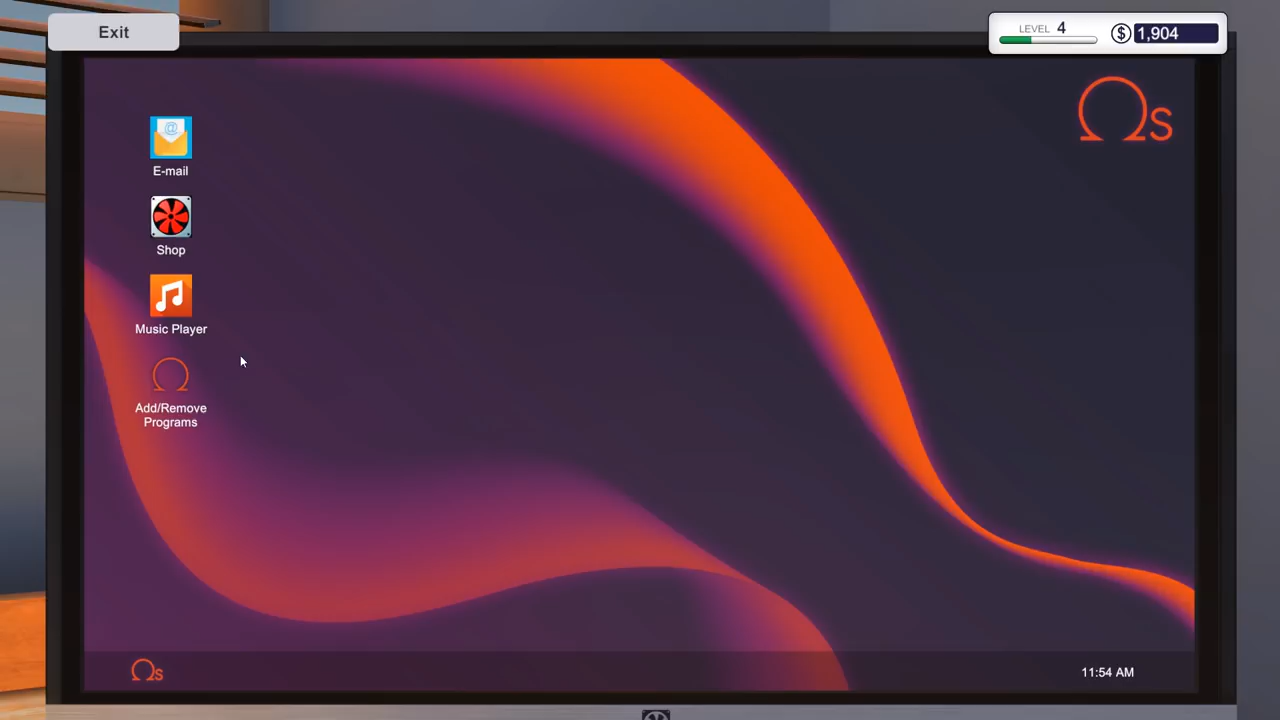 Exit
LEVEL 4
$ 1,904
Ωs
E-mail
Shop
Music Player
Add/Remove
Programs
Ωs
11:54 AM